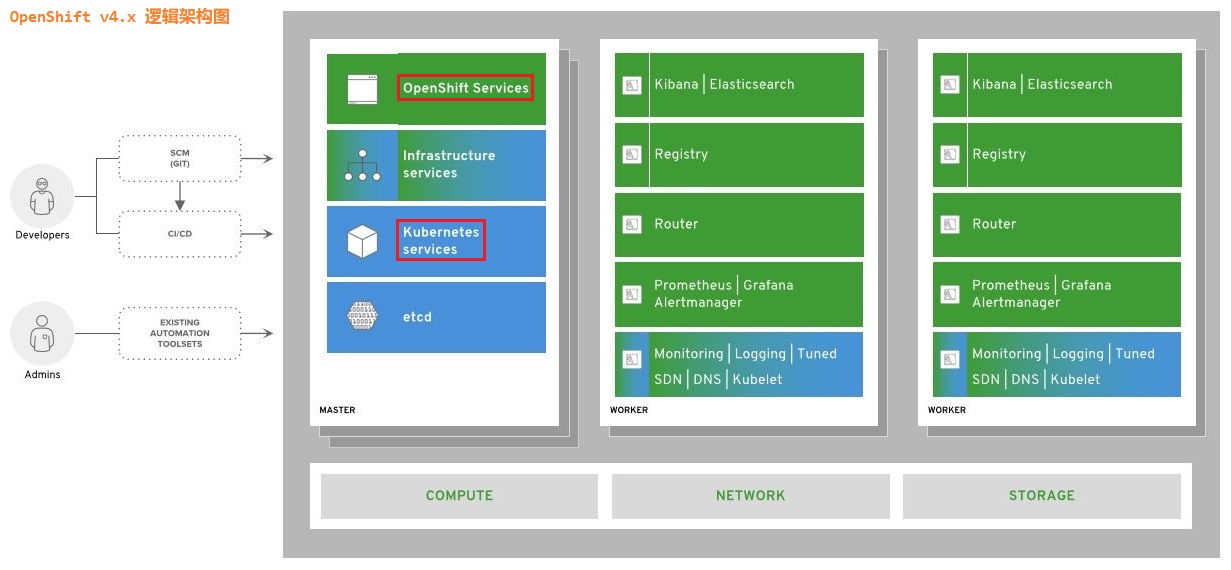 OpenShift v4.x 逻辑架构图
SCM
(GIT)
CI/CD
Developers
EXISTING
AUTOMATION
TOOLSETS
Admins
OpenShift Services
Infrastructure
services
Kubernetes
services
etcd
MASTER
Kibana | Elasticsearch
Registry
Router
Prometheus | Grafana
Alertmanager
Monitoring | Logging | Tuned
SDN | DNS | Kubelet
WORKER
Kibana | Elasticsearch
Registry
Router
Prometheus | Grafana
Alertmanager
Monitoring | Logging | Tuned
SDN | DNS | Kubelet
WORKER
COMPUTE
NETWORK
STORAGE